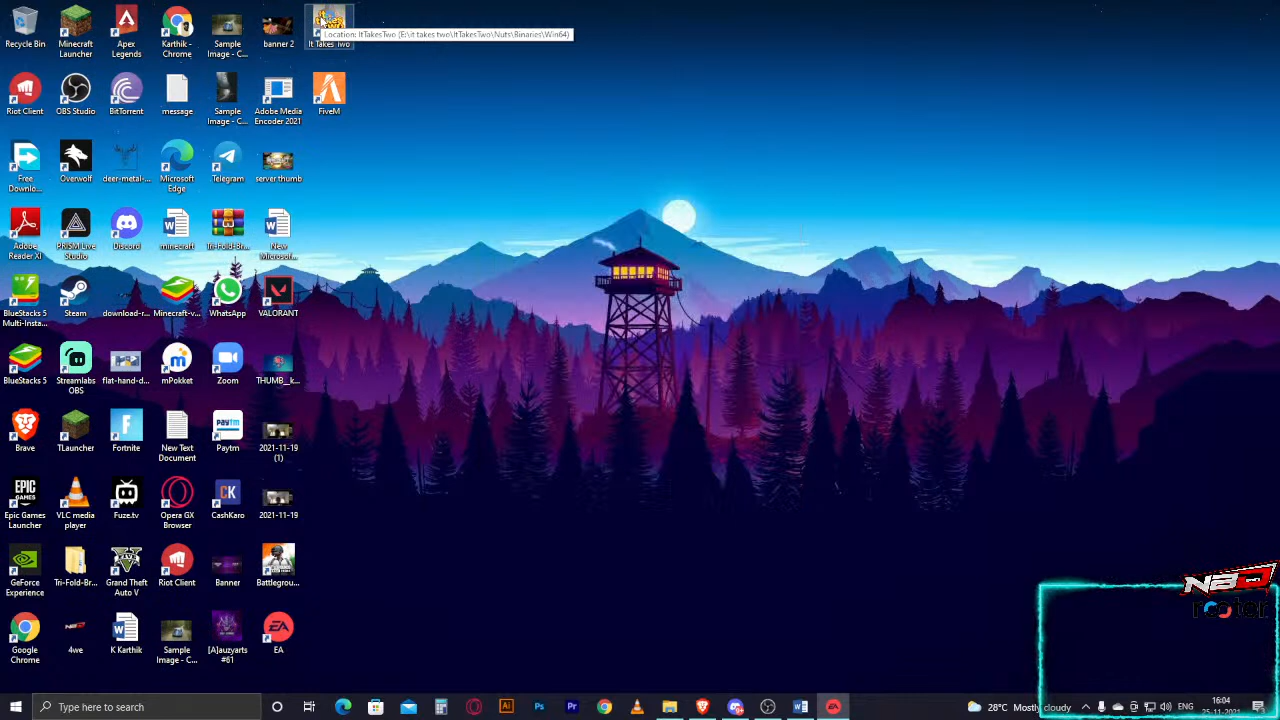 Recycle Bin
Minecraft Launcher
Apex Legends
Karthik - Chrome
Sample Image - C...
banner 2
It Takes Two
Location: ItTakesTwo (E:\it takes two\ItTakesTwo\Nuts\Binaries\Win64)
Riot Client
OBS Studio
BitTorrent
message
Sample Image - C...
Adobe Media Encoder 2021
FiveM
Free Downlo...
Overwolf
deer-metal-...
Microsoft Edge
Telegram
server thumb
Adobe Reader XI
PRISM Live Studio
Discord
minecraft
Tri-Fold-Br...
New Microsof...
BlueStacks 5 Multi-Insta...
Steam
download-r...
Minecraft-v...
WhatsApp
VALORANT
BlueStacks 5
Streamlabs OBS
flat-hand-d...
mPokket
Zoom
THUMB_k...
Brave
TLauncher
Fortnite
New Text Document
Paytm
2021-11-19 (1)
Epic Games Launcher
VLC media player
Fuze.tv
Opera GX Browser
CashKaro
2021-11-19
GeForce Experience
Tri-Fold-Br...
Grand Theft Auto V
Riot Client
Banner
Battlegrou...
Google Chrome
4we
K Karthik
Sample Image - C...
[A]auzyarts #61
EA
rooter
Type here to search
28°C Mostly cloudy
ENG
16:04
25-11-2021